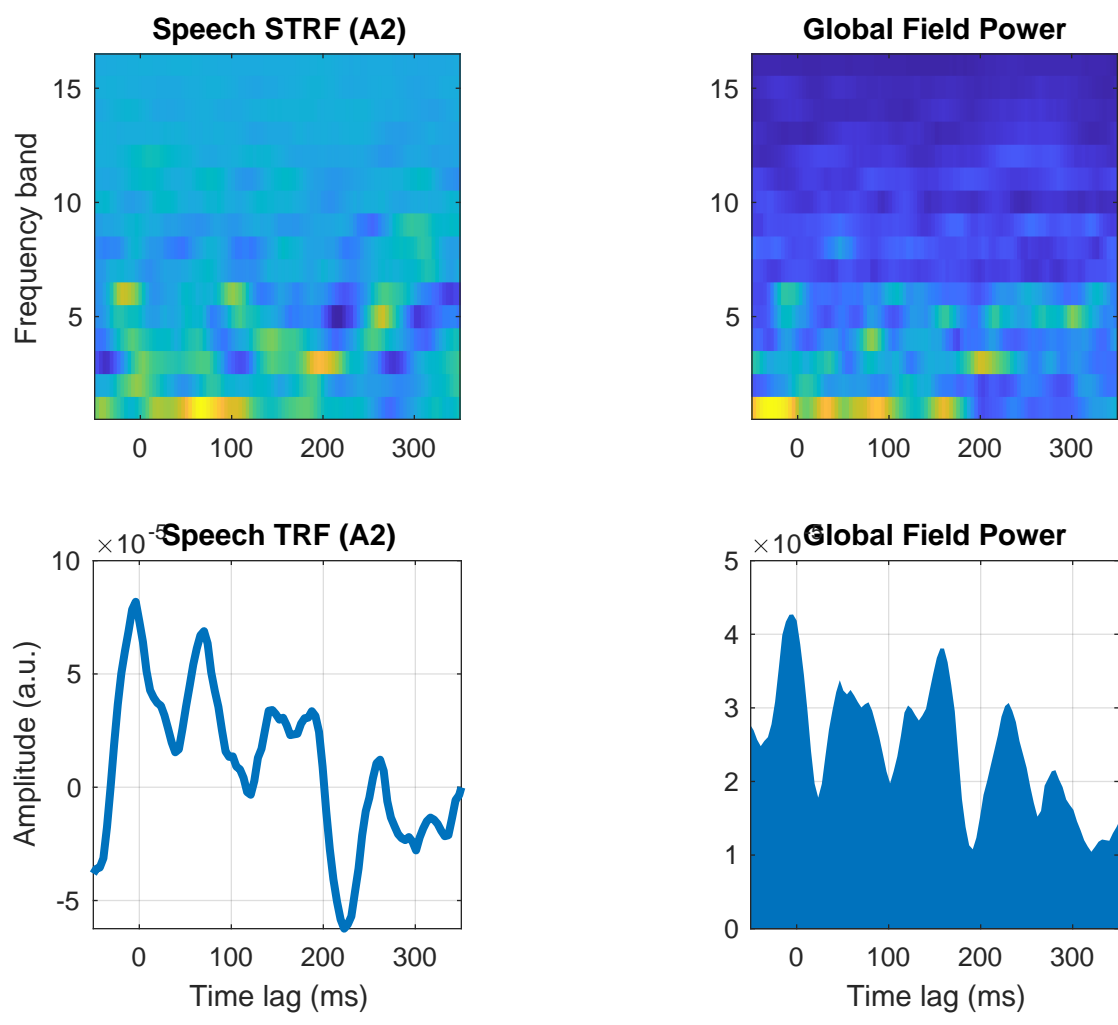 Speech STRF (A2)
Frequency band
15
10
5
0 100 200 300
Global Field Power
15
10
5
0 100 200 300
Speech TRF (A2)
×10^-5
Amplitude (a.u.)
10
5
0
-5
0 100 200 300
Time lag (ms)
Global Field Power
×10^-5
5
4
3
2
1
0
0 100 200 300
Time lag (ms)